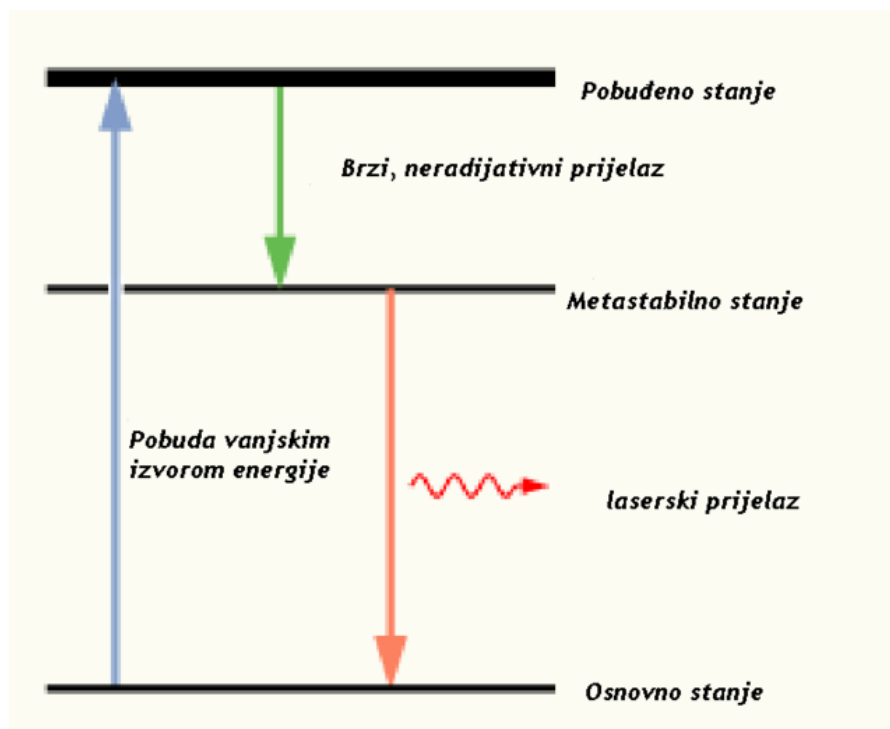 Pobuđeno stanje
Brzi, neradijativni prijelaz
Metastabilno stanje
Pobuda vanjskim
izvorom energije
laserski prijelaz
Osnovno stanje